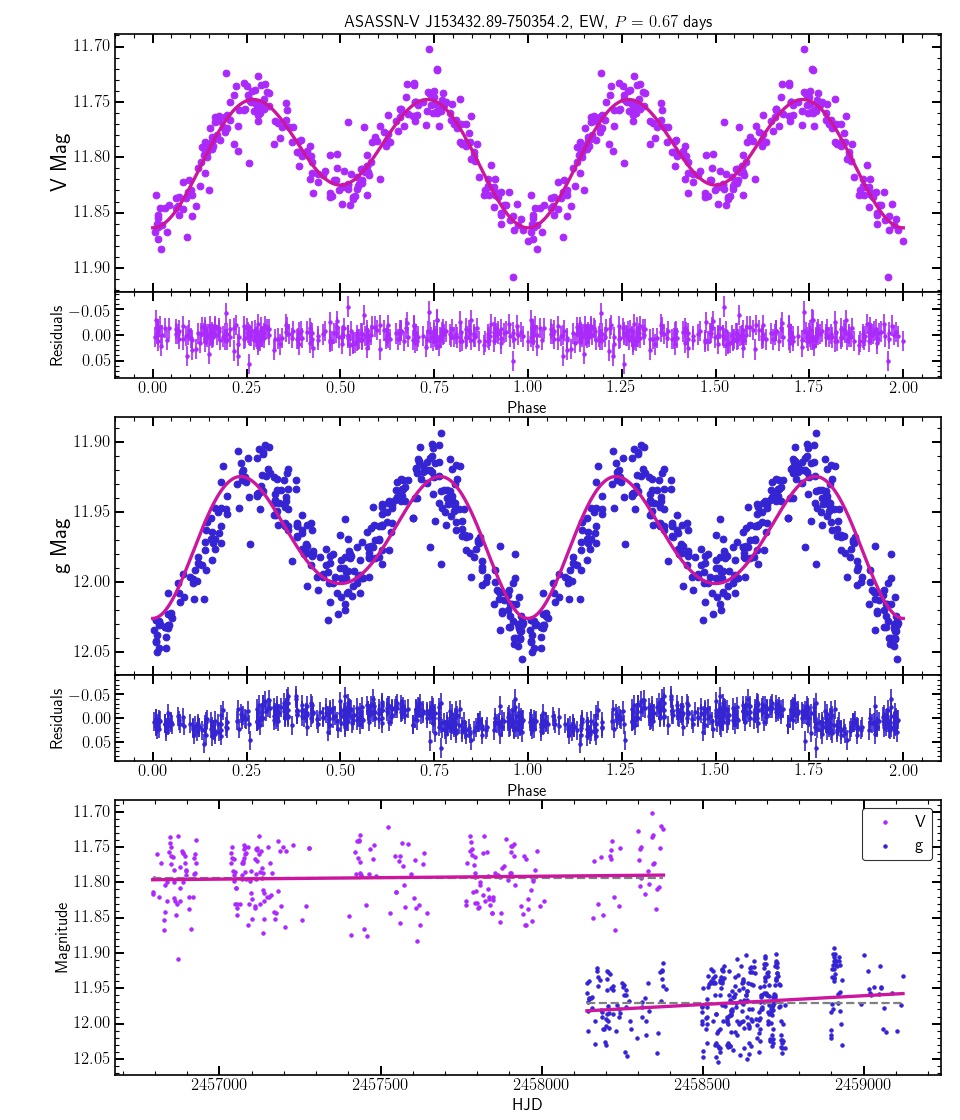 ASASSN-V J153432.89-750354.2, EW, P = 0.67 days
V Mag
11.70
11.75
11.80
11.85
11.90
Residuals
−0.05
0.00
0.05
0.00 0.25 0.50 0.75 1.00 1.25 1.50 1.75 2.00
Phase
g Mag
11.90
11.95
12.00
12.05
Residuals
−0.05
0.00
0.05
0.00 0.25 0.50 0.75 1.00 1.25 1.50 1.75 2.00
Phase
Magnitude
11.70
11.75
11.80
11.85
11.90
11.95
12.00
12.05
V
g
2457000 2457500 2458000 2458500 2459000
HJD